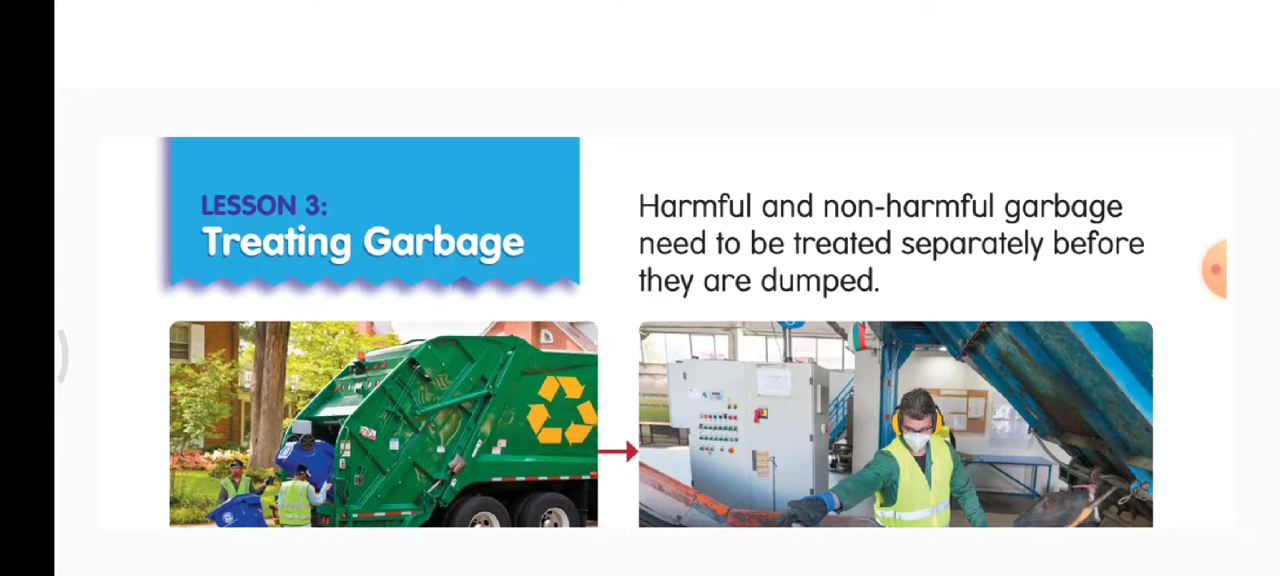 LESSON 3:
Treating Garbage
Harmful and non-harmful garbage
need to be treated separately before
they are dumped.